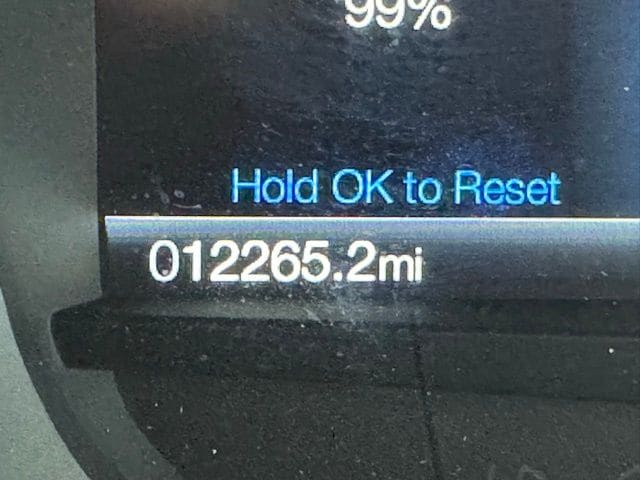 99%
Hold OK to Reset
012265.2mi